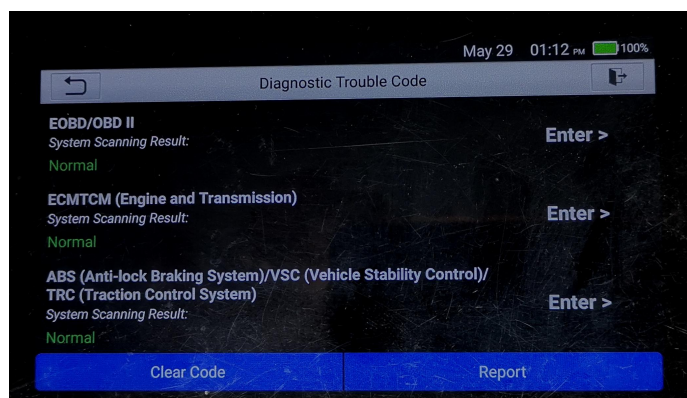 May 29 01:12 PM 100%
Diagnostic Trouble Code
EOBD/OBD II
System Scanning Result:
Enter >
Normal
ECMTCM (Engine and Transmission)
System Scanning Result:
Enter >
Normal
ABS (Anti-lock Braking System)/VSC (Vehicle Stability Control)/
TRC (Traction Control System)
System Scanning Result:
Enter >
Normal
Clear Code Report